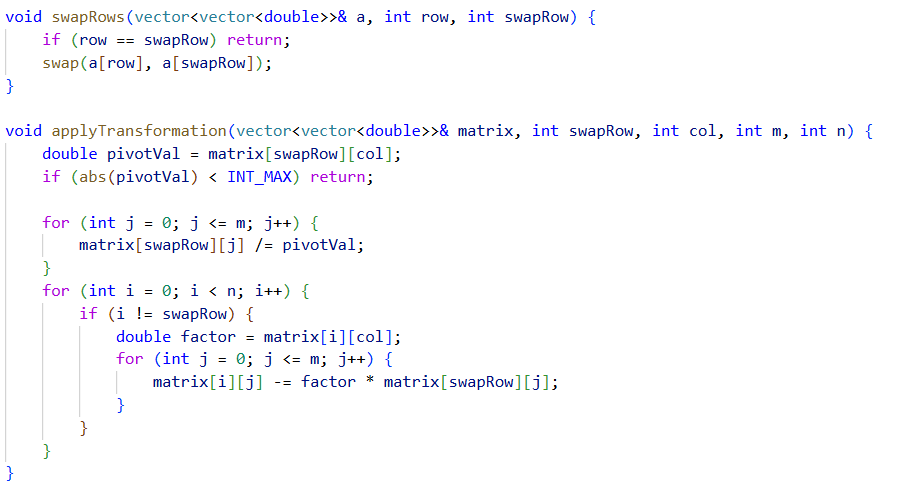 void swapRows(vector<vector<double>>& a, int row, int swapRow) {
    if (row == swapRow) return;
    swap(a[row], a[swapRow]);
}

void applyTransformation(vector<vector<double>>& matrix, int swapRow, int col, int m, int n) {
    double pivotVal = matrix[swapRow][col];
    if (abs(pivotVal) < INT_MAX) return;

    for (int j = 0; j <= m; j++) {
        matrix[swapRow][j] /= pivotVal;
    }
    for (int i = 0; i < n; i++) {
        if (i != swapRow) {
            double factor = matrix[i][col];
            for (int j = 0; j <= m; j++) {
                matrix[i][j] -= factor * matrix[swapRow][j];
            }
        }
    }
}